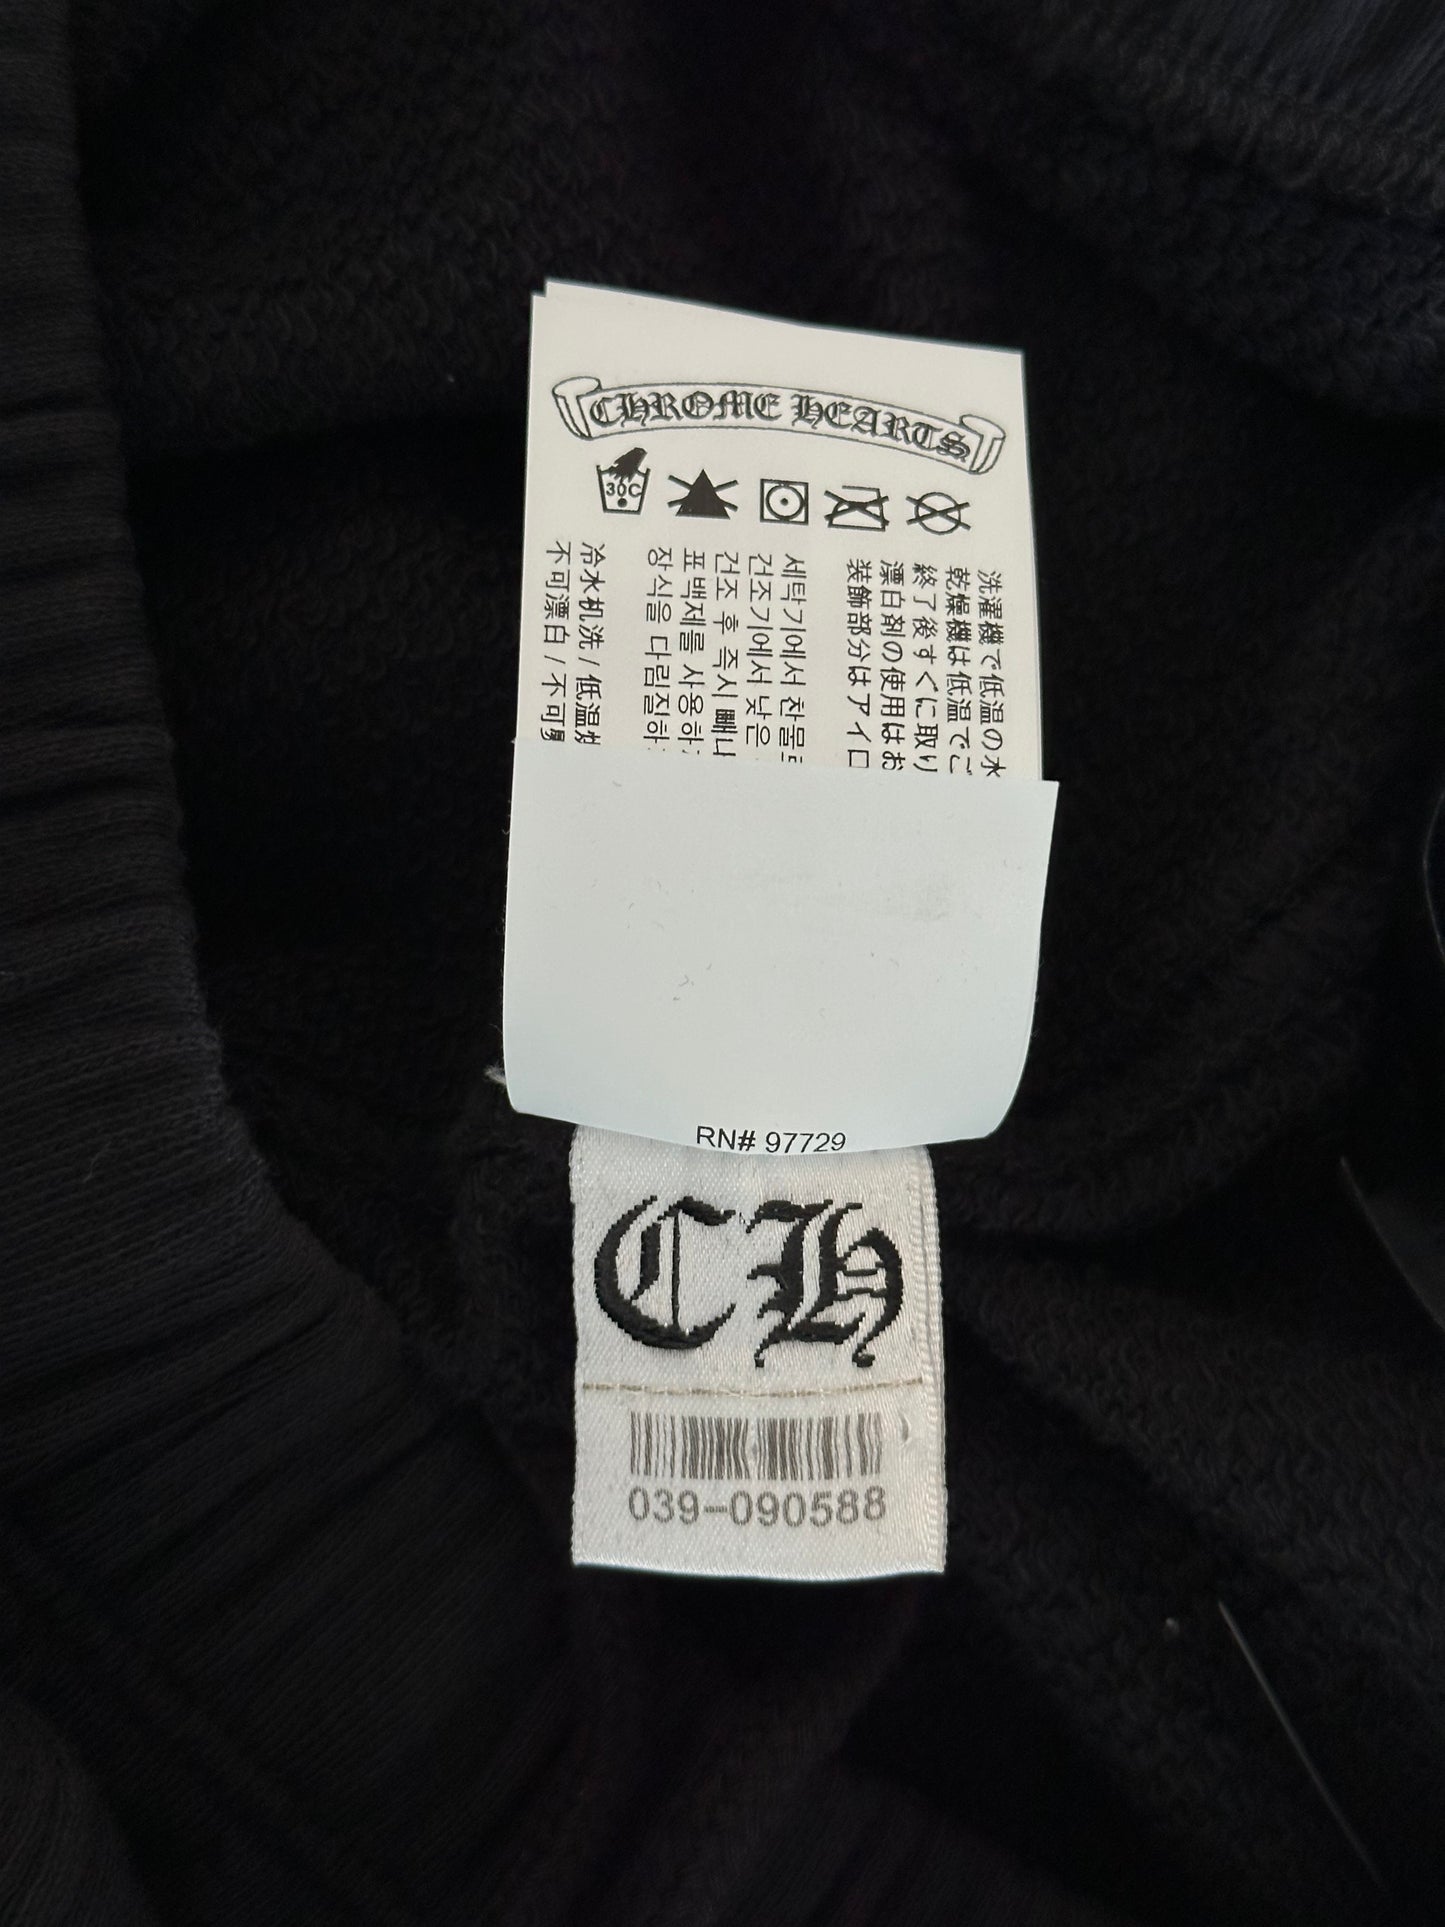 CHROME HEARTS
30C
洗濯機で低温の水
乾燥機は低温でご
終了後すぐに取り
漂白剤の使用はお
装飾部分はアイロ
세탁기에서 찬물
건조기에서 낮은
건조 후 즉시 빼나
표백제를 사용하
장식을 다림질하
冷水机洗 / 低温
不可漂白 / 不可
RN# 97729
CH
039-090588